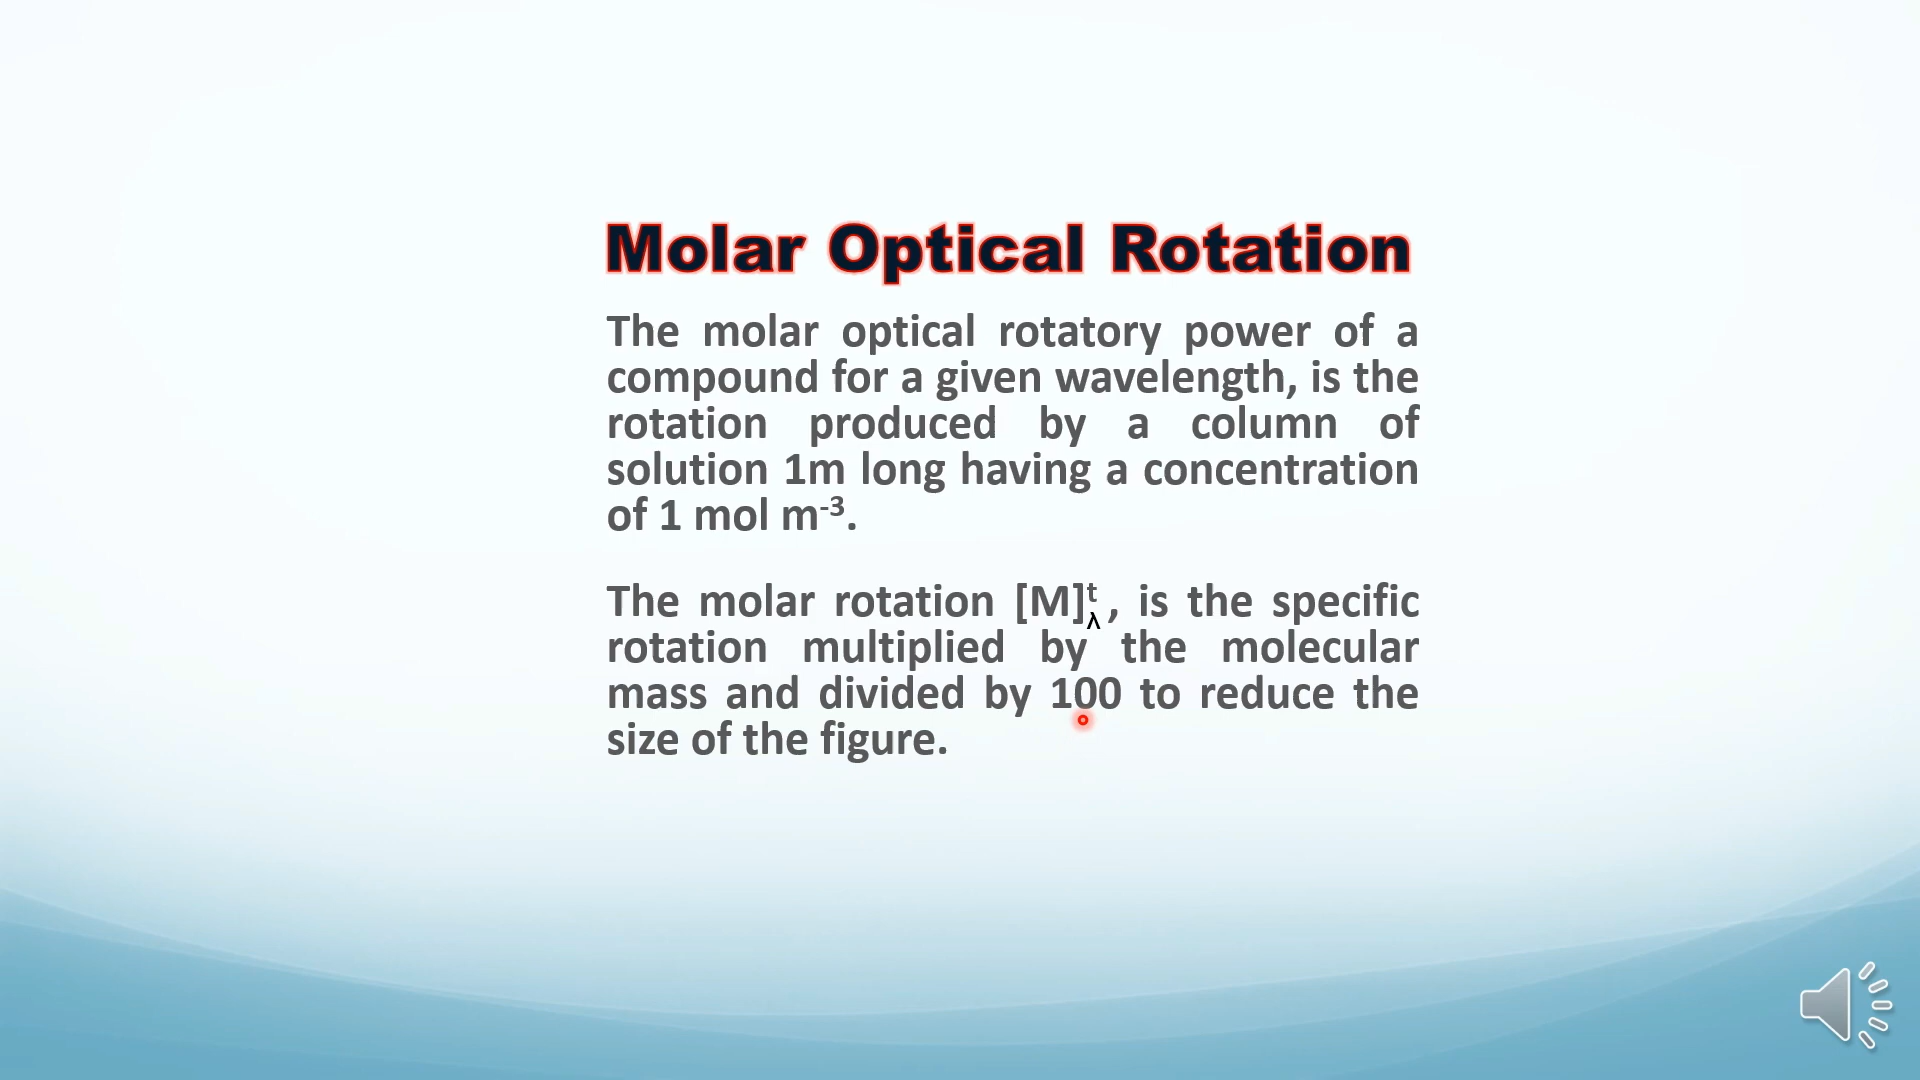 Molar Optical Rotation
The molar optical rotatory power of a
compound for a given wavelength, is the
rotation produced by a column of
solution 1m long having a concentration
of 1 mol m⁻³.
The molar rotation [M]ᵗλ , is the specific
rotation multiplied by the molecular
mass and divided by 100 to reduce the
size of the figure.